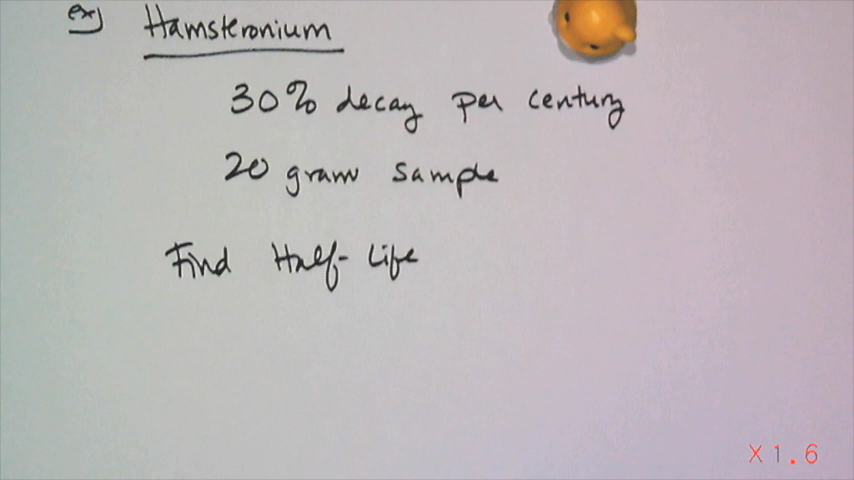 ex) Hamsteronium
30% decay per century
20 gram sample
Find Half-Life
X1.6